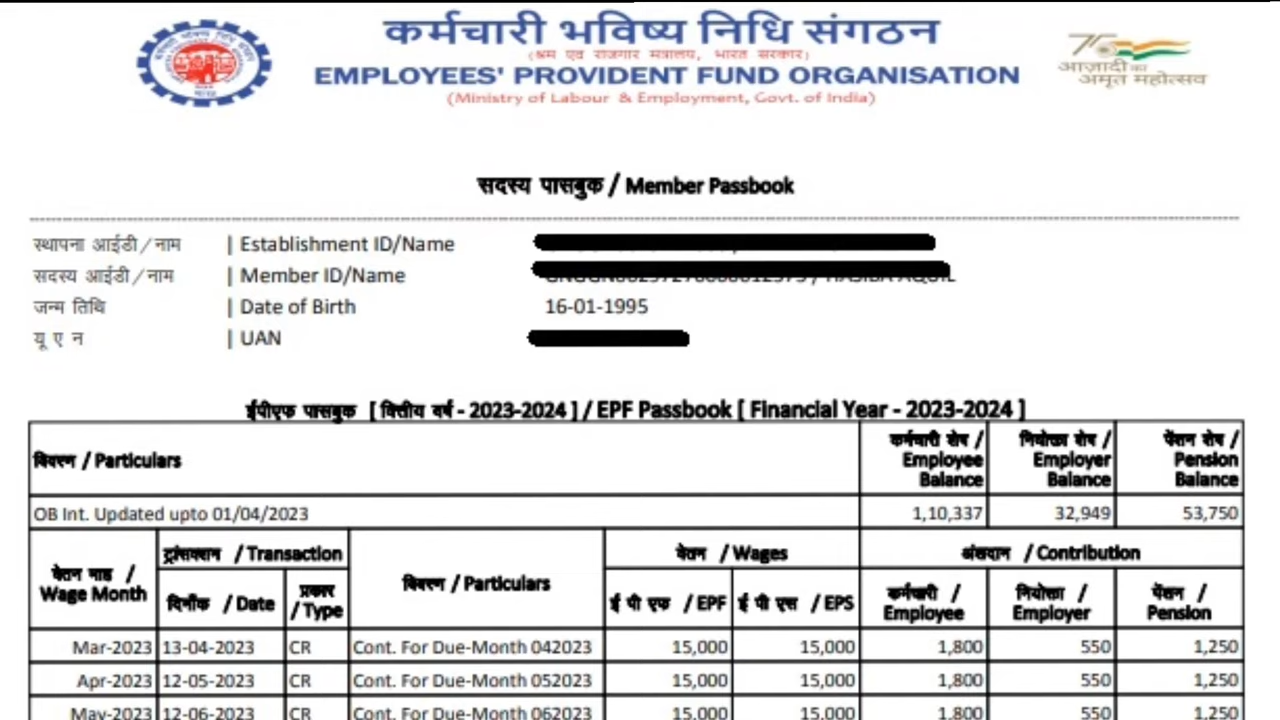 कर्मचारी भविष्य निधि संगठन
(श्रम एवं रोजगार मंत्रालय, भारत सरकार)
EMPLOYEES' PROVIDENT FUND ORGANISATION
(Ministry of Labour & Employment, Govt. of India)
आज़ादी का
अमृत महोत्सव
सदस्य पासबुक / Member Passbook
स्थापना आईडी/नाम | Establishment ID/Name
सदस्य आईडी/नाम | Member ID/Name
जन्म तिथि | Date of Birth 16-01-1995
यू ए न | UAN
ईपीएफ पासबुक [ वित्तीय वर्ष - 2023-2024 ] / EPF Passbook [ Financial Year - 2023-2024 ]
विवरण / Particulars कर्मचारी शेष / Employee Balance नियोक्ता शेष / Employer Balance पेंशन शेष / Pension Balance
OB Int. Updated upto 01/04/2023 1,10,337 32,949 53,750
वेतन माह / Wage Month ट्रांसक्शन / Transaction विवरण / Particulars वेतन / Wages अंशदान / Contribution
दिनाँक / Date प्रकार / Type ई पी एफ / EPF ई पी एस / EPS कर्मचारी / Employee नियोक्ता / Employer पेंशन / Pension
Mar-2023 13-04-2023 CR Cont. For Due-Month 042023 15,000 15,000 1,800 550 1,250
Apr-2023 12-05-2023 CR Cont. For Due-Month 052023 15,000 15,000 1,800 550 1,250
May-2023 12-06-2023 CR Cont. For Due-Month 062023 15,000 15,000 1,800 550 1,250